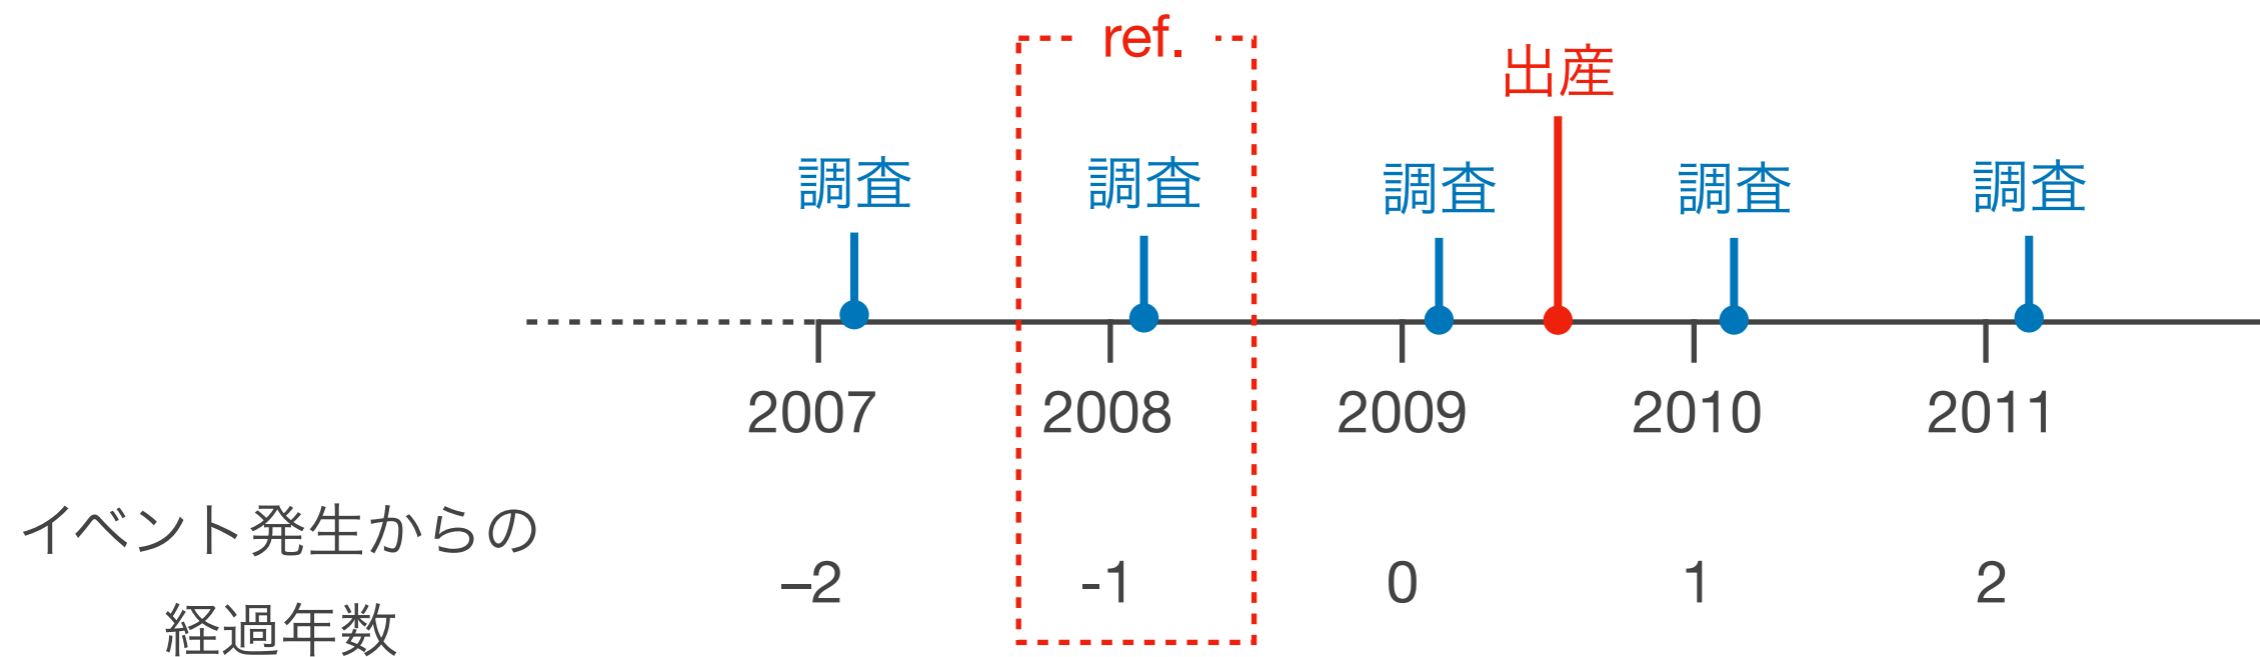 ref.
出産
調査 調査 調査 調査 調査
2007 2008 2009 2010 2011
イベント発生からの
経過年数
–2 -1 0 1 2